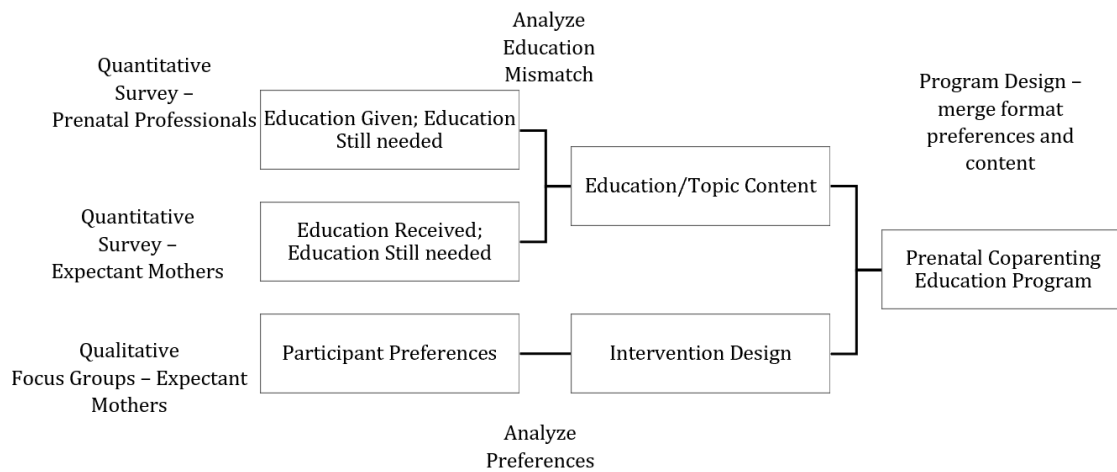 Analyze
Education
Mismatch
Quantitative
Survey –
Prenatal Professionals
Education Given; Education
Still needed
Program Design –
merge format
preferences and
content
Education/Topic Content
Quantitative
Survey –
Expectant Mothers
Education Received;
Education Still needed
Prenatal Coparenting
Education Program
Qualitative
Focus Groups – Expectant
Mothers
Participant Preferences
Intervention Design
Analyze
Preferences